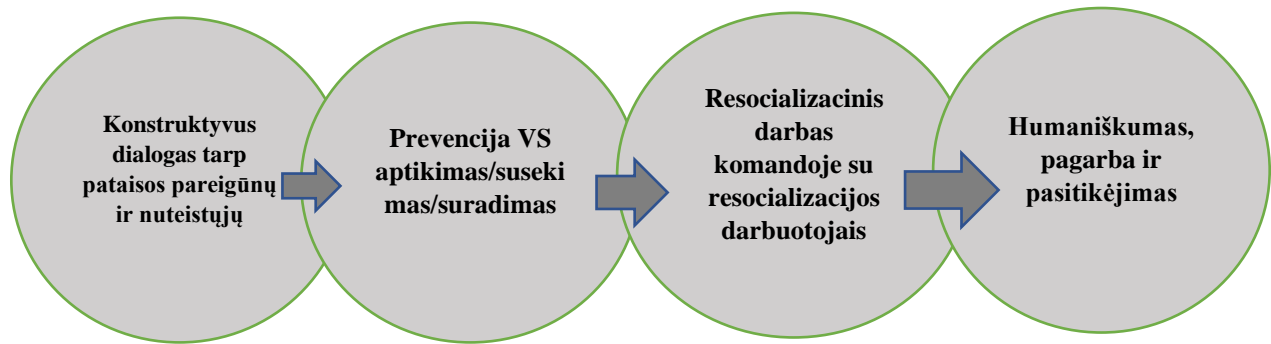 Konstruktyvus
dialogas tarp
pataisos pareigūnų
ir nuteistųjų
Prevencija VS
aptikimas/suseki
mas/suradimas
Resocializacinis
darbas
komandoje su
resocializacijos
darbuotojais
Humaniškumas,
pagarba ir
pasitikėjimas